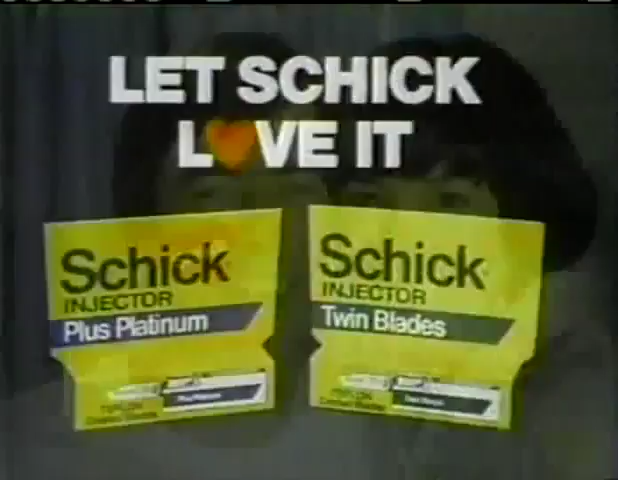 LET SCHICK
LOVE IT
Schick
INJECTOR
Plus Platinum
Schick
INJECTOR
Twin Blades